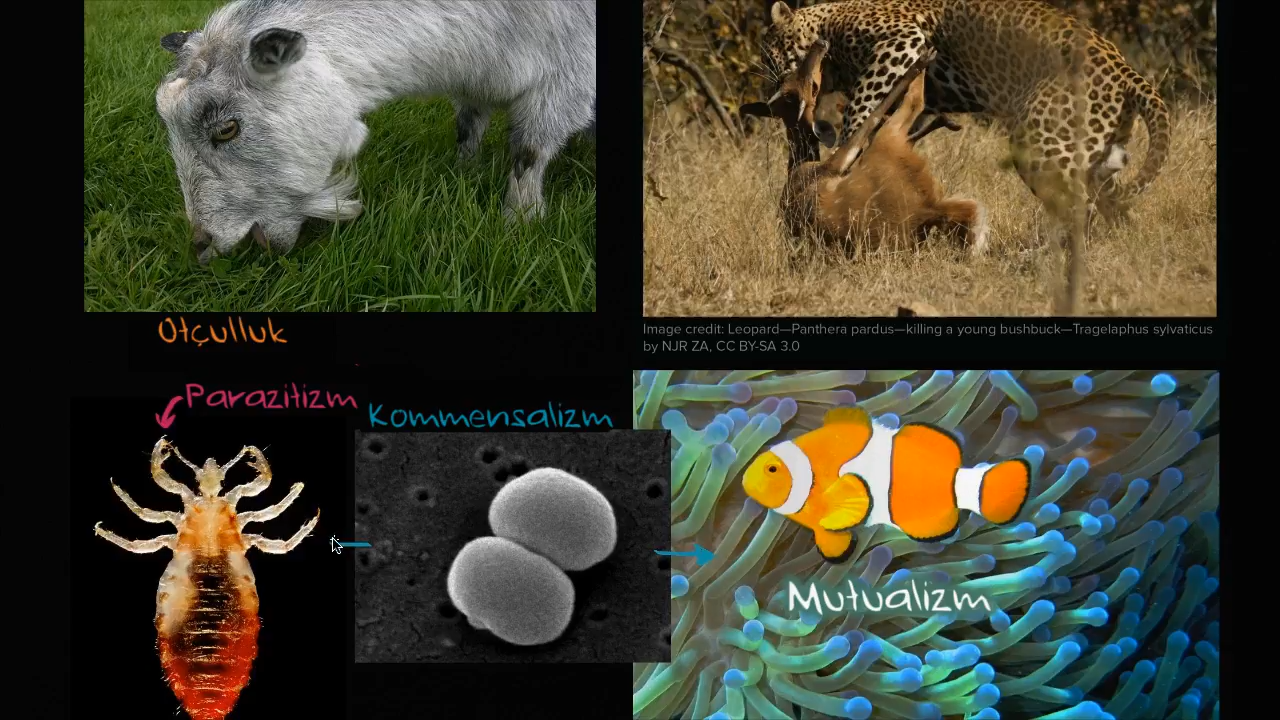 Otçulluk
Image credit: Leopard—Panthera pardus—killing a young bushbuck—Tragelaphus sylvaticus
by NJR ZA, CC BY-SA 3.0
Parazitizm
Kommensalizm
Mutualizm